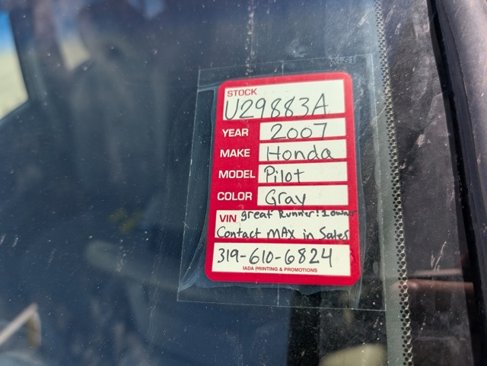 STOCK
U29883A
YEAR 2007
MAKE Honda
MODEL Pilot
COLOR Gray
VIN great Runner! 1 owner
Contact MAx in Sales
319-610-6824
IADA PRINTING & PROMOTIONS